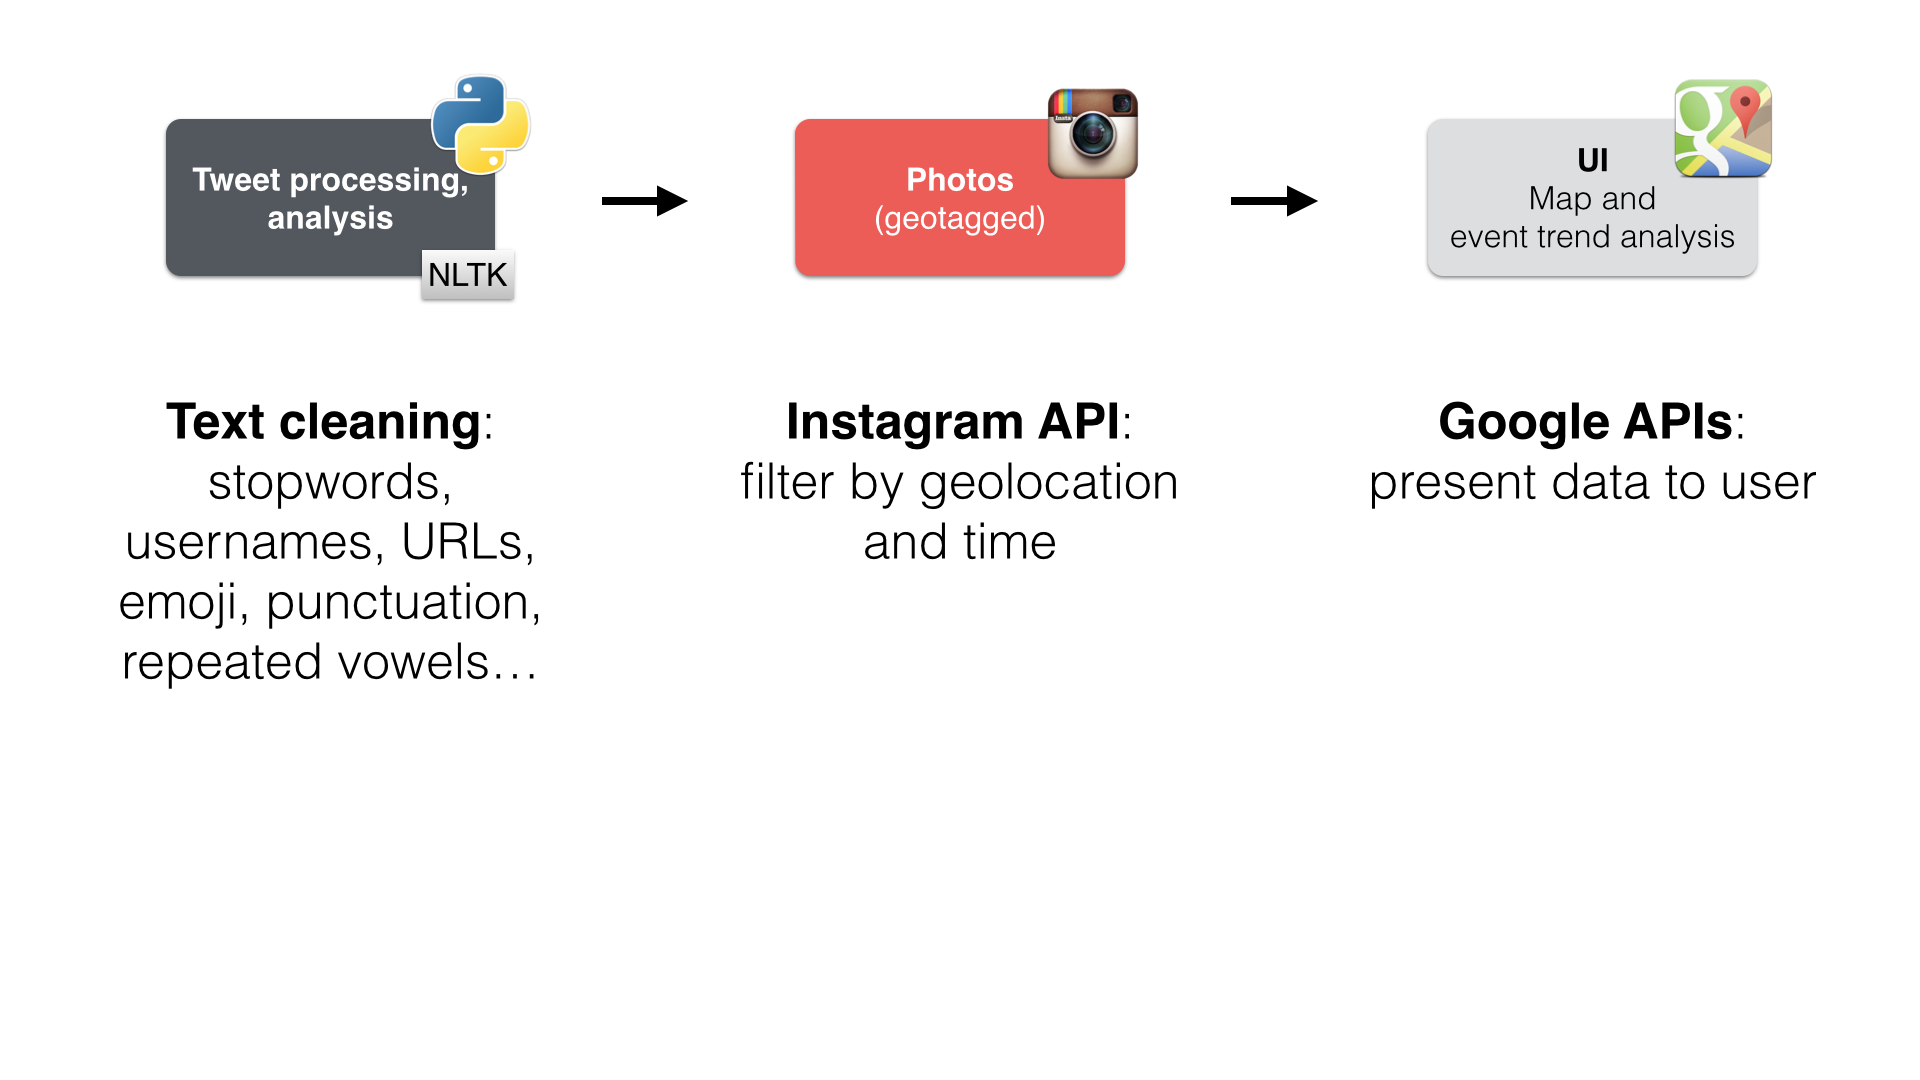 Tweet processing,
analysis
NLTK
Insta
Photos
(geotagged)
UI
Map and
event trend analysis
Text cleaning:
stopwords,
usernames, URLs,
emoji, punctuation,
repeated vowels…
Instagram API:
filter by geolocation
and time
Google APIs:
present data to user